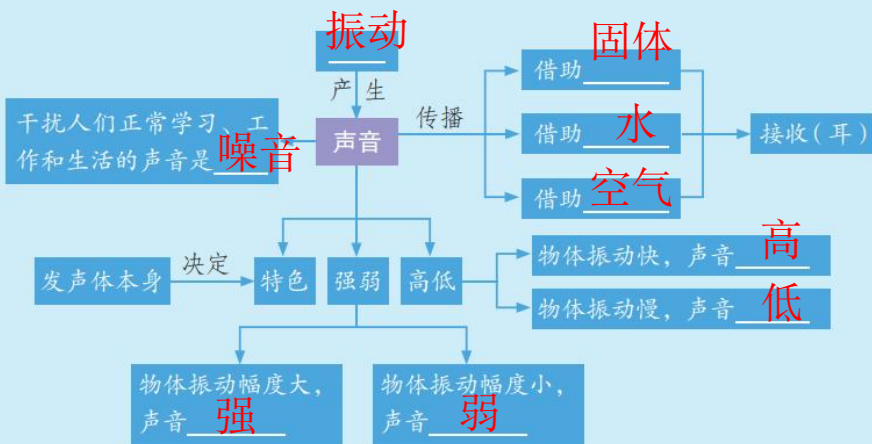 振动
产生
干扰人们正常学习、工
作和生活的声音是噪音
声音
传播
借助固体
借助水
借助空气
接收(耳)
发声体本身
决定
特色
强弱
高低
物体振动快，声音高
物体振动慢，声音低
物体振动幅度大，
声音强
物体振动幅度小，
声音弱